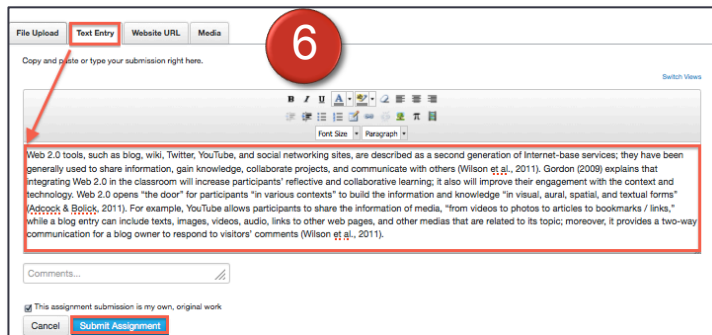 File Upload Text Entry Website URL Media
6
Copy and paste or type your submission right here.
Switch Views
B I U A
π
Font Size Paragraph
Web 2.0 tools, such as blog, wiki, Twitter, YouTube, and social networking sites, are described as a second generation of Internet-base services; they have been
generally used to share information, gain knowledge, collaborate projects, and communicate with others (Wilson et al., 2011). Gordon (2009) explains that
integrating Web 2.0 in the classroom will increase participants' reflective and collaborative learning; it also will improve their engagement with the context and
technology. Web 2.0 opens “the door” for participants “in various contexts” to build the information and knowledge “in visual, aural, spatial, and textual forms”
(Adcock & Bolick, 2011). For example, YouTube allows participants to share the information of media, “from videos to photos to articles to bookmarks / links,”
while a blog entry can include texts, images, videos, audio, links to other web pages, and other medias that are related to its topic; moreover, it provides a two-way
communication for a blog owner to respond to visitors' comments (Wilson et al., 2011).
Comments...
This assignment submission is my own, original work
Cancel Submit Assignment